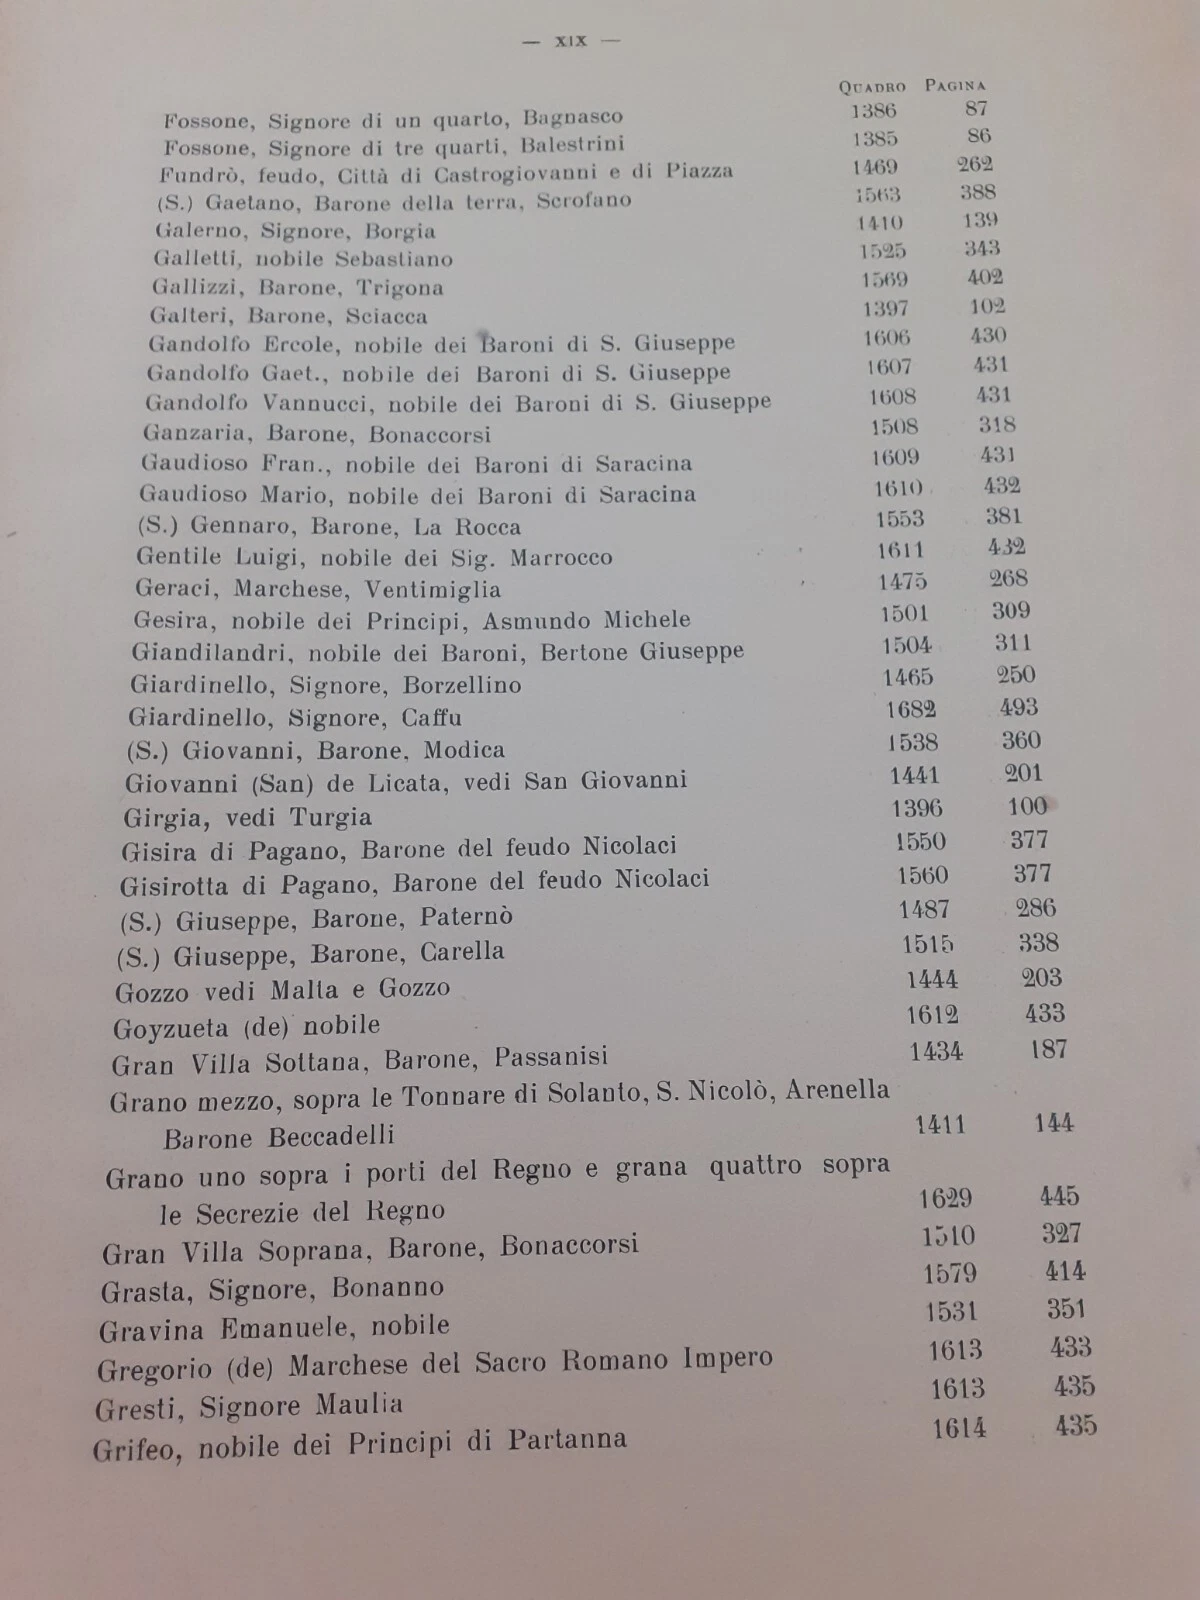 — XIX —
QUADRO PAGINA
Fossone, Signore di un quarto, Bagnasco 1386 87
Fossone, Signore di tre quarti, Balestrini 1385 86
Fundrò, feudo, Città di Castrogiovanni e di Piazza 1469 262
(S.) Gaetano, Barone della terra, Scrofano 1563 388
Galerno, Signore, Borgia 1410 139
Galletti, nobile Sebastiano 1525 343
Gallizzi, Barone, Trigona 1569 402
Galteri, Barone, Sciacca 1397 102
Gandolfo Ercole, nobile dei Baroni di S. Giuseppe 1606 430
Gandolfo Gaet., nobile dei Baroni di S. Giuseppe 1607 431
Gandolfo Vannucci, nobile dei Baroni di S. Giuseppe 1608 431
Ganzaria, Barone, Bonaccorsi 1508 318
Gaudioso Fran., nobile dei Baroni di Saracina 1609 431
Gaudioso Mario, nobile dei Baroni di Saracina 1610 432
(S.) Gennaro, Barone, La Rocca 1553 381
Gentile Luigi, nobile dei Sig. Marrocco 1611 432
Geraci, Marchese, Ventimiglia 1475 268
Gesira, nobile dei Principi, Asmundo Michele 1501 309
Giandilandri, nobile dei Baroni, Bertone Giuseppe 1504 311
Giardinello, Signore, Borzellino 1465 250
Giardinello, Signore, Caffu 1682 493
(S.) Giovanni, Barone, Modica 1538 360
Giovanni (San) de Licata, vedi San Giovanni 1441 201
Girgia, vedi Turgia 1396 100
Gisira di Pagano, Barone del feudo Nicolaci 1550 377
Gisirotta di Pagano, Barone del feudo Nicolaci 1560 377
(S.) Giuseppe, Barone, Paternò 1487 286
(S.) Giuseppe, Barone, Carella 1515 338
Gozzo vedi Malta e Gozzo 1444 203
Goyzueta (de) nobile 1612 433
Gran Villa Sottana, Barone, Passanisi 1434 187
Grano mezzo, sopra le Tonnare di Solanto, S. Nicolò, Arenella
Barone Beccadelli 1411 144
Grano uno sopra i porti del Regno e grana quattro sopra
le Secrezie del Regno 1629 445
Gran Villa Soprana, Barone, Bonaccorsi 1510 327
Grasta, Signore, Bonanno 1579 414
Gravina Emanuele, nobile 1531 351
Gregorio (de) Marchese del Sacro Romano Impero 1613 433
Gresti, Signore Maulia 1613 435
Grifeo, nobile dei Principi di Partanna 1614 435